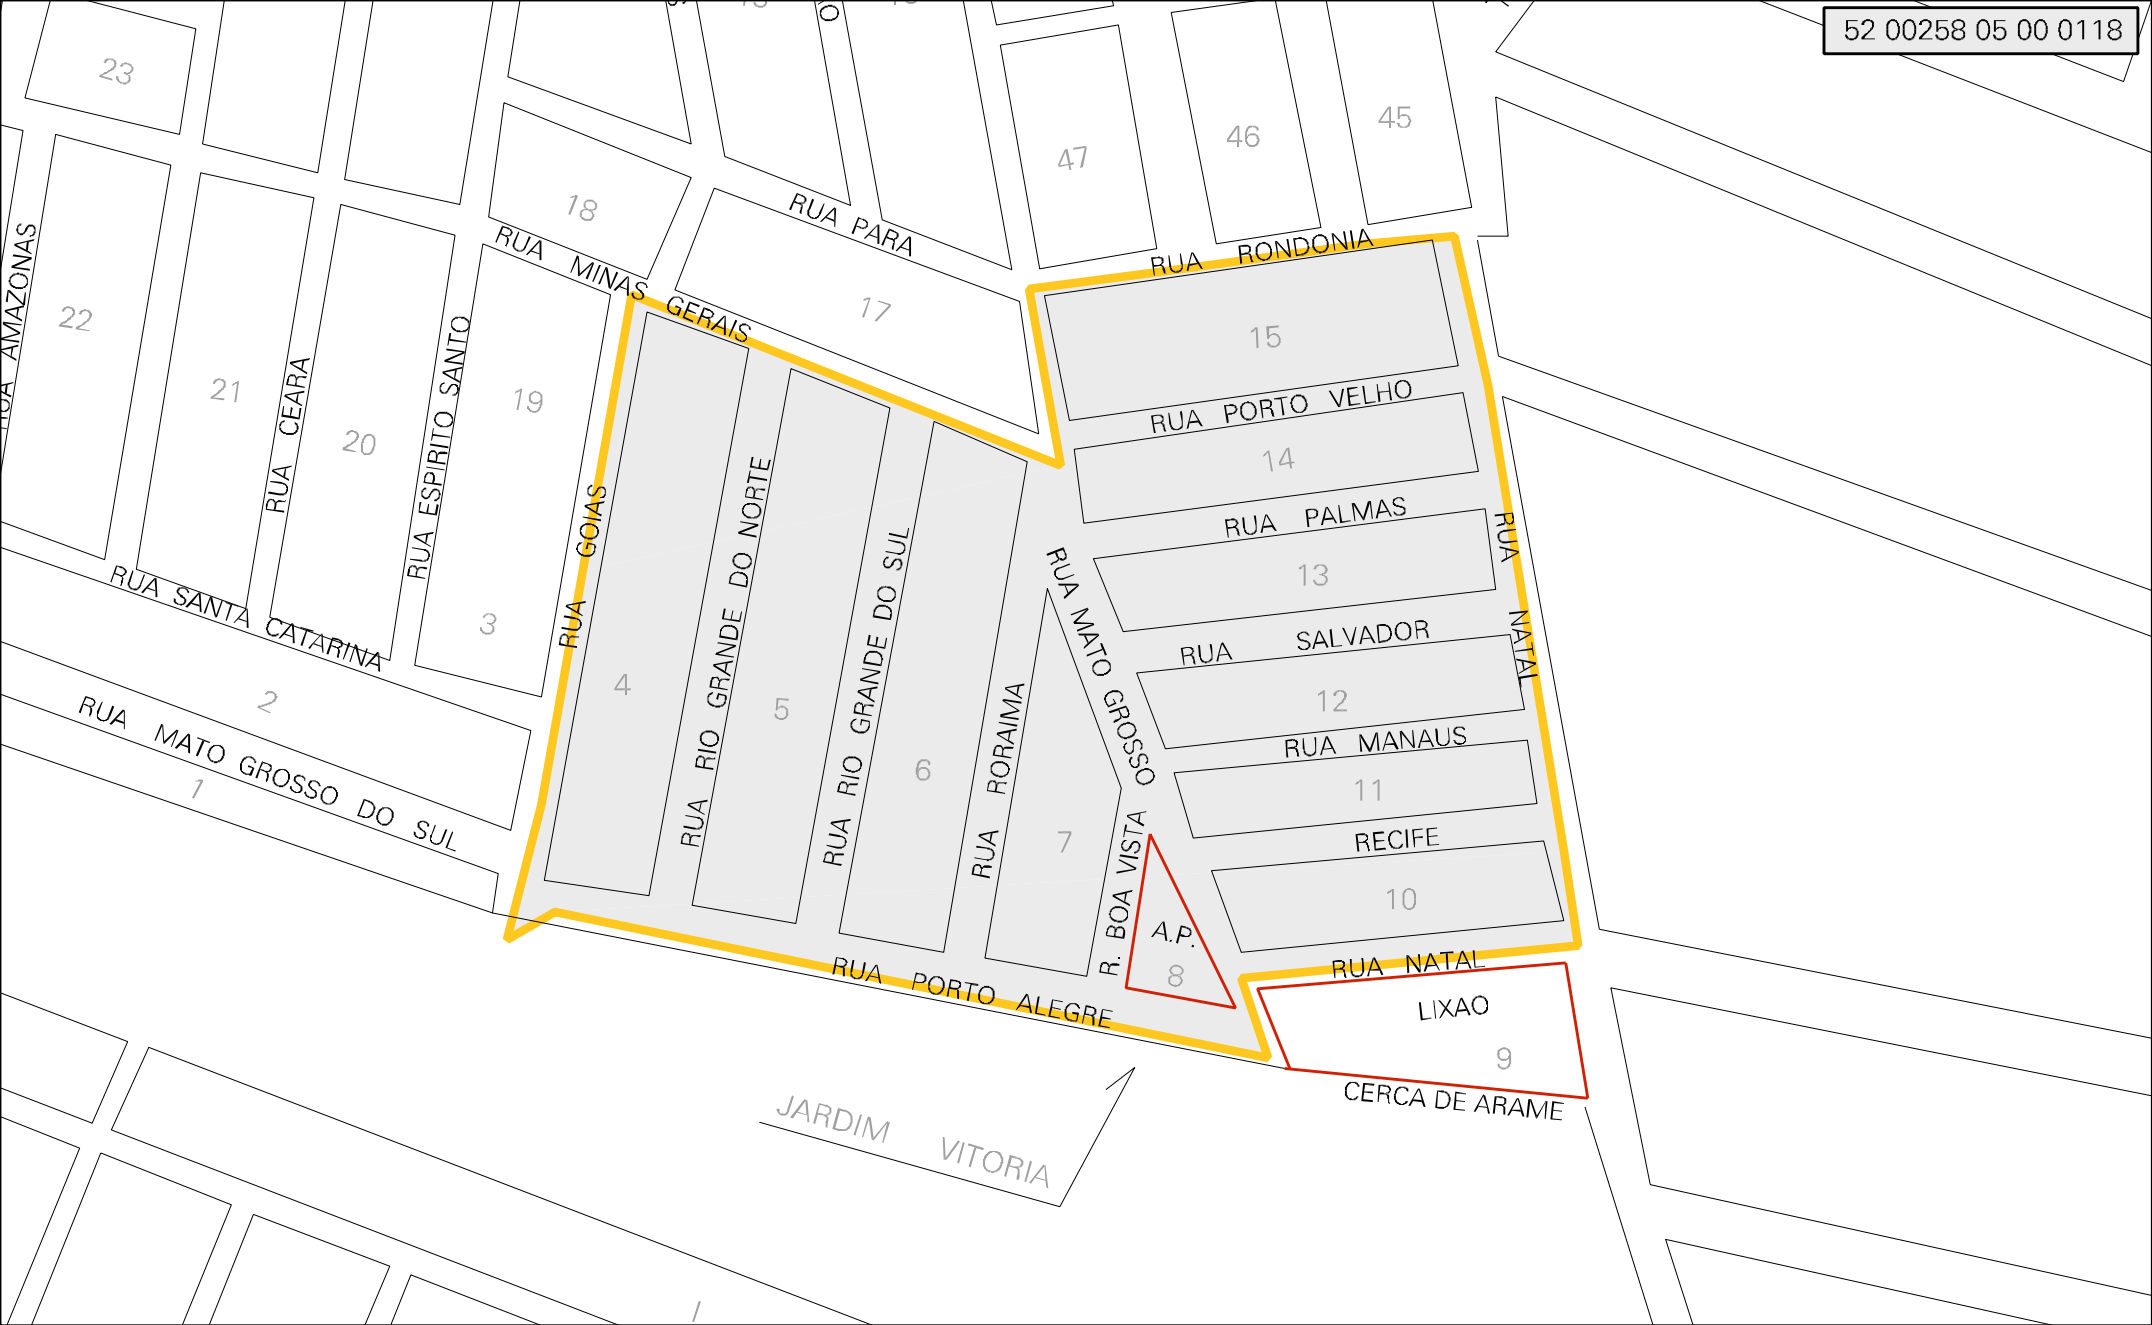 52 00258 05 00 0118
23
45
46
47
18
RUA PARA
RUA MINAS GERAIS
RUA RONDONIA
17
15
22
AMAZONAS
21
RUA CEARA
20
RUA ESPIRITO SANTO
19
RUA PORTO VELHO
14
RUA GOIAS
RUA RIO GRANDE DO NORTE
RUA RIO GRANDE DO SUL
RUA PALMAS
13
RUA NATAL
RUA MATO GROSSO
RUA SANTA CATARINA
3
RUA SALVADOR
4
5
12
2
RUA MATO GROSSO DO SUL
1
RUA RORAIMA
6
RUA MANAUS
11
7
RECIFE
R. BOA VISTA
10
A.P.
8
RUA PORTO ALEGRE
RUA NATAL
LIXAO
9
CERCA DE ARAME
JARDIM VITORIA